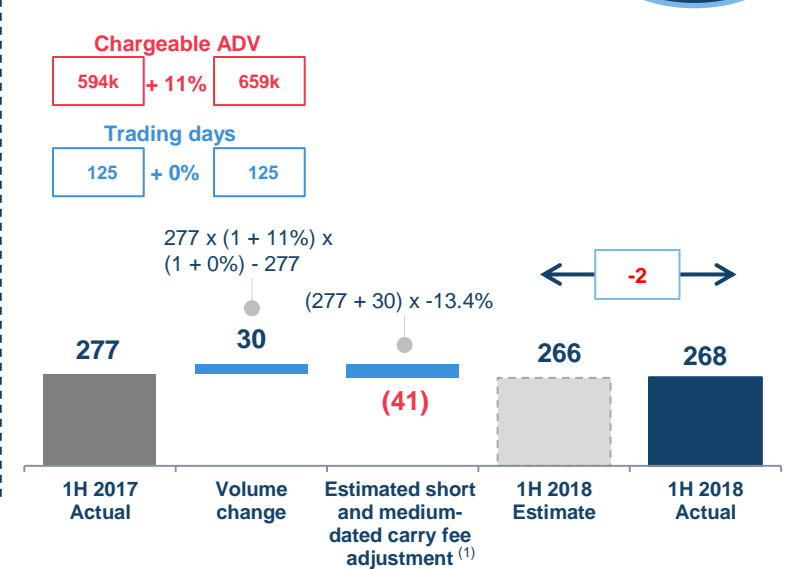 Chargeable ADV
594k + 11% 659k
Trading days
125 + 0% 125
277 x (1 + 11%) x
(1 + 0%) - 277
(277 + 30) x -13.4%
-2
277
30
(41)
266
268
1H 2017
Actual
Volume
change
Estimated short
and medium-
dated carry fee
adjustment (1)
1H 2018
Estimate
1H 2018
Actual